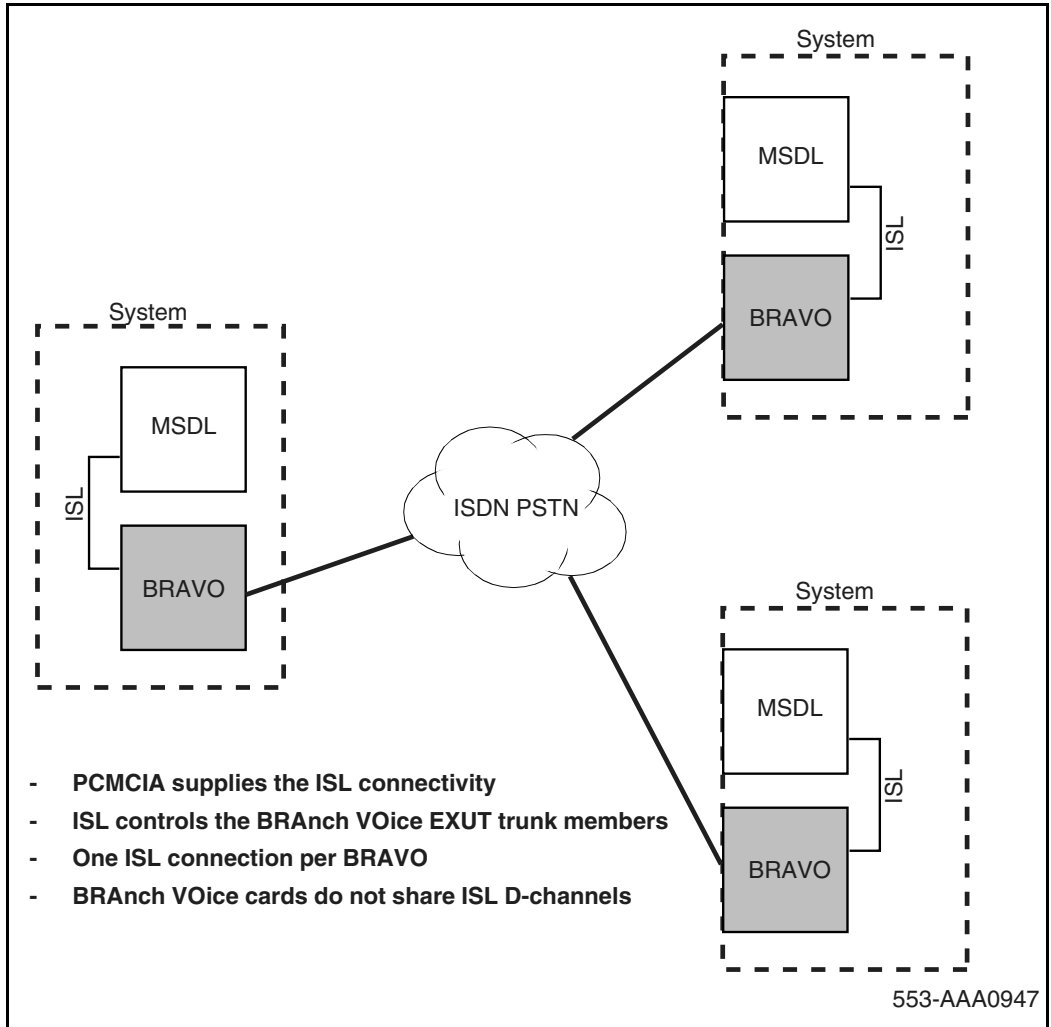 System
MSDL
ISL
BRAVO
System
MSDL
ISL
BRAVO
ISDN PSTN
System
MSDL
ISL
BRAVO
- PCMCIA supplies the ISL connectivity
- ISL controls the BRAnch VOice EXUT trunk members
- One ISL connection per BRAVO
- BRAnch VOice cards do not share ISL D-channels
553-AAA0947